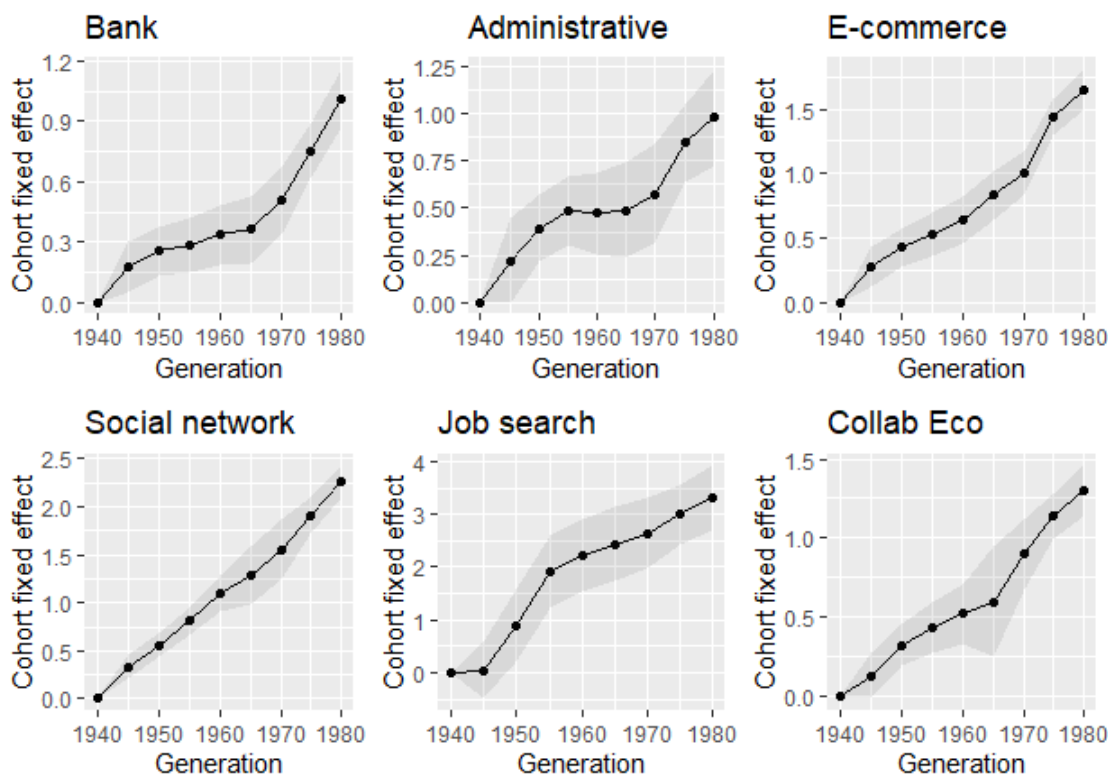 Bank
Cohort fixed effect
1.2
0.9
0.6
0.3
0.0
1940 1950 1960 1970 1980
Generation
Administrative
Cohort fixed effect
1.25
1.00
0.75
0.50
0.25
0.00
1940 1950 1960 1970 1980
Generation
E-commerce
Cohort fixed effect
1.5
1.0
0.5
0.0
1940 1950 1960 1970 1980
Generation
Social network
Cohort fixed effect
2.5
2.0
1.5
1.0
0.5
0.0
1940 1950 1960 1970 1980
Generation
Job search
Cohort fixed effect
4
3
2
1
0
1940 1950 1960 1970 1980
Generation
Collab Eco
Cohort fixed effect
1.5
1.0
0.5
0.0
1940 1950 1960 1970 1980
Generation